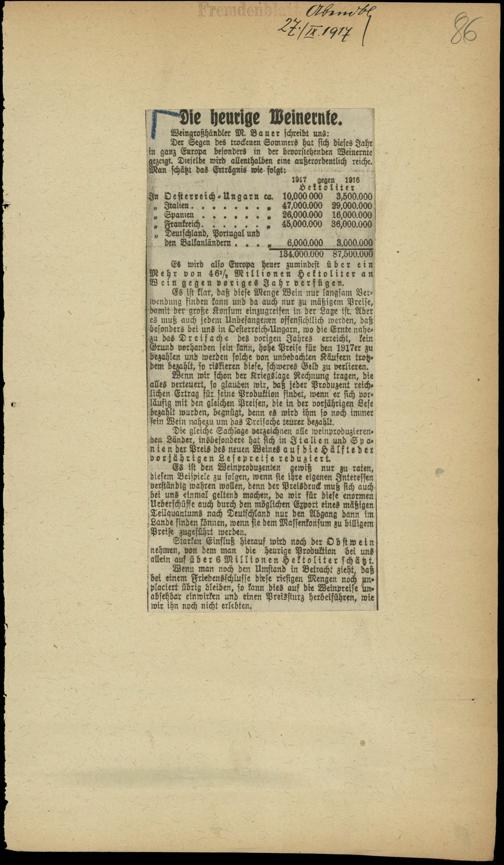 Fremdenblatt
Abendbl
27./IX. 1917
86
Die heurige Weinernte.
Weingroßhändler M. Bauer schreibt uns:
Der Segen des trockenen Sommers hat sich dieses Jahr
in ganz Europa besonders in der bevorstehenden Weinernte
gezeigt. Dieselbe wird allenthalben eine außerordentlich reiche.
Man schätzt das Erträgnis wie folgt:
1917 gegen 1916
Hektoliter
In Oesterreich-Ungarn ca. 10,000.000 3,500.000
„ Italien . . . . . . . „ 47,000.000 29,000.000
„ Spanien . . . . . . . „ 26,000.000 16,000.000
„ Frankreich . . . . . . „ 45,000.000 36,000.000
„ Deutschland, Portugal und
den Balkanländern . . . „ 6,000.000 3,000.000
134,000.000 87,500.000
Es wird also Europa heuer zumindest über ein
Mehr von 46½ Millionen Hektoliter an
Wein gegen voriges Jahr verfügen.
Es ist klar, daß diese Menge Wein nur langsam Ver-
wendung finden kann und da auch nur zu mäßigem Preise,
damit der große Konsum einzugreifen in der Lage ist. Aber
es muß auch jedem Unbefangenen offensichtlich werden, daß
besonders bei uns in Oesterreich-Ungarn, wo die Ernte nahe-
zu das Dreifache des vorigen Jahres erreicht, kein
Grund vorhanden sein kann, hohe Preise für den 1917er zu
bezahlen und werden solche von unbedachten Käufern trotz-
dem bezahlt, so riskieren diese, schweres Geld zu verlieren.
Wenn wir schon der Kriegslage Rechnung tragen, die
alles verteuert, so glauben wir, daß jeder Produzent reich-
lichen Ertrag für seine Produktion findet, wenn er sich vor-
läufig mit den gleichen Preisen, die in der vorjährigen Lese
bezahlt wurden, begnügt, denn es wird ihm so noch immer
sein Wein nahezu um das Dreifache teurer bezahlt.
Die gleiche Sachlage verzeichnen alle weinproduzieren-
den Länder, insbesondere hat sich in Italien und Spa-
nien der Preis des neuen Weines auf die Hälfte der
vorjährigen Lesepreise reduziert.
Es ist den Weinproduzenten gewiß nur zu raten,
diesem Beispiele zu folgen, wenn sie ihre eigenen Interessen
verständig wahren wollen, denn der Preisdruck muß sich auch
bei uns einmal geltend machen, da wir für diese enormen
Ueberschüsse auch durch den möglichen Export eines mäßigen
Teilquantums nach Deutschland nur den Abgang dann im
Lande finden können, wenn sie dem Massenkonsum zu billigem
Preise zugeführt werden.
Starken Einfluß hierauf wird noch der Obstwein
nehmen, von dem man die heurige Produktion bei uns
allein auf über 6 Millionen Hektoliter schätzt.
Wenn man noch den Umstand in Betracht zieht, daß
bei einem Friedensschlusse diese riesigen Mengen noch un-
placiert übrig bleiben, so kann dies auf die Weinpreise un-
absehbar einwirken und einen Preissturz herbeiführen, wie
wir ihn noch nicht erlebten.